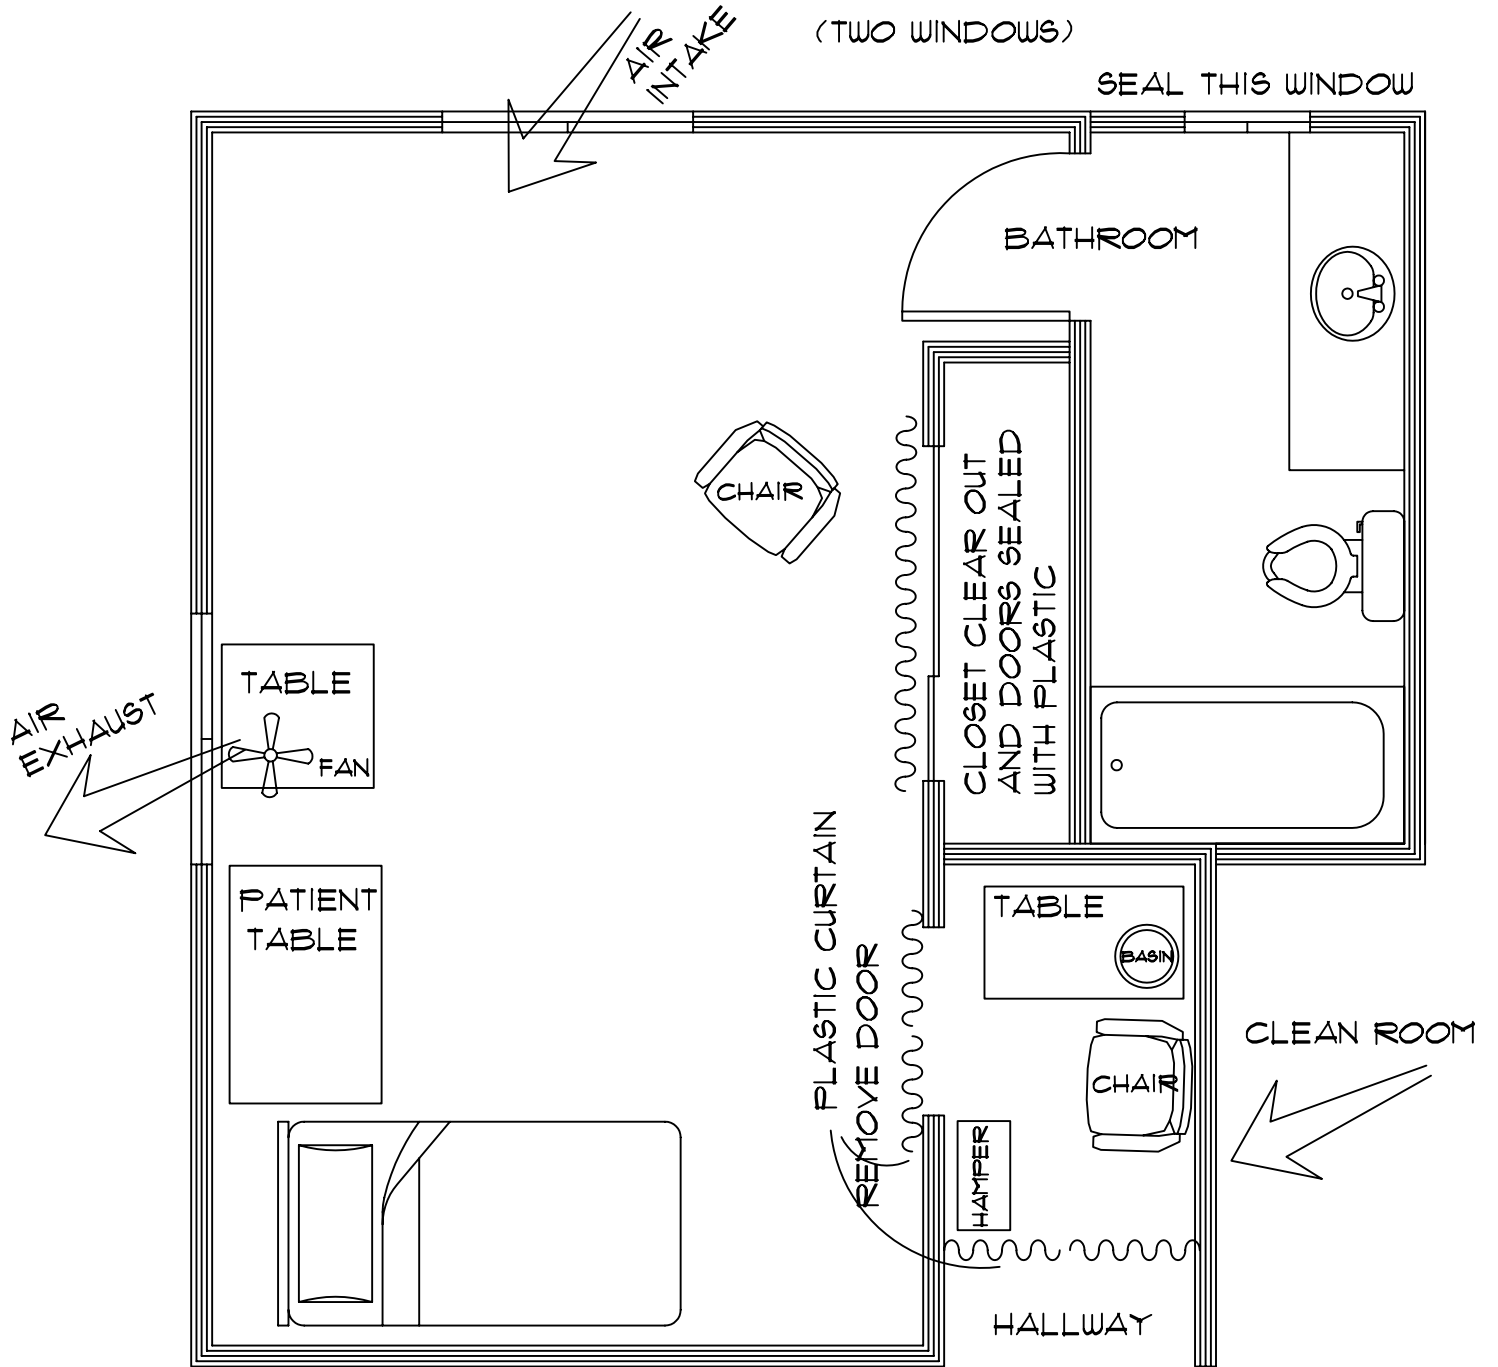 (TWO WINDOWS)
AIR
INTAKE
SEAL THIS WINDOW
BATHROOM
CHAIR
CLOSET CLEAR OUT
AND DOORS SEALED
WITH PLASTIC
TABLE
FAN
AIR
EXHAUST
PATIENT
TABLE
PLASTIC CURTAIN
REMOVE DOOR
TABLE
BASIN
CHAIR
CLEAN ROOM
HAMPER
HALLWAY